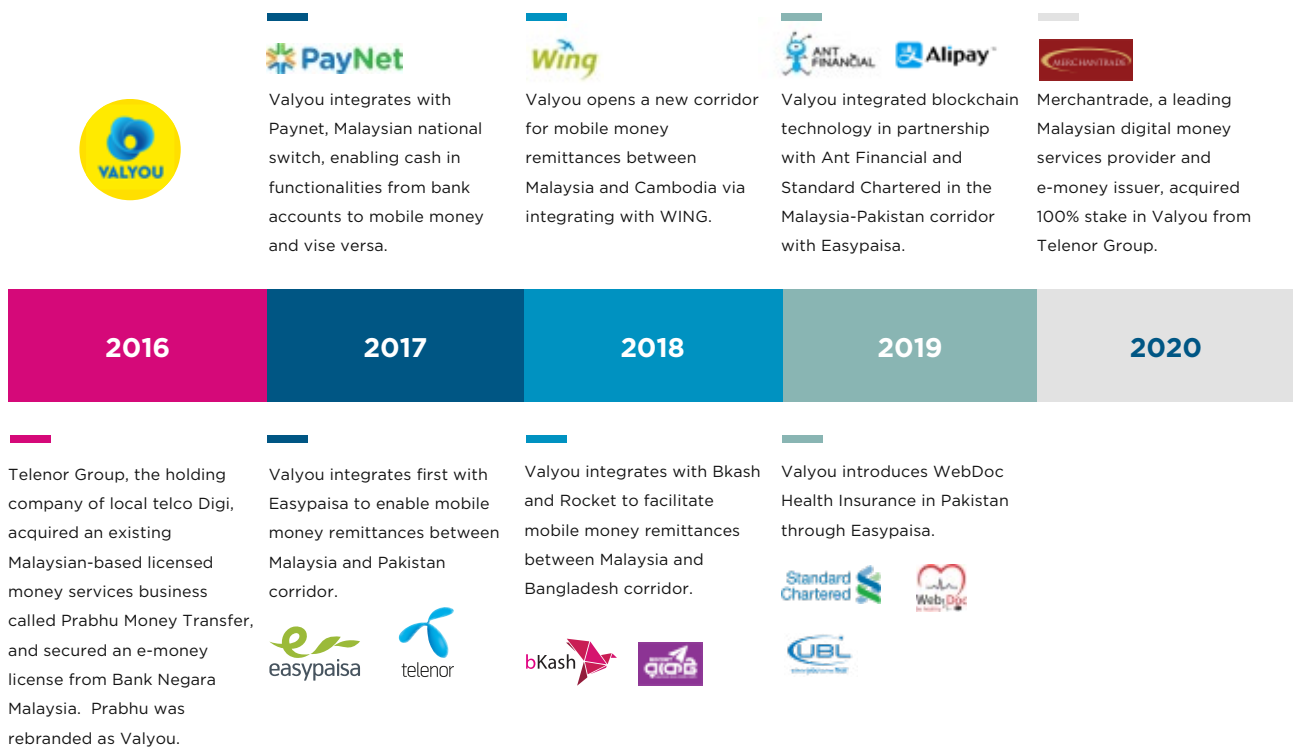 VALYOU
PayNet
Valyou integrates with
Paynet, Malaysian national
switch, enabling cash in
functionalities from bank
accounts to mobile money
and vise versa.
Wing
Valyou opens a new corridor
for mobile money
remittances between
Malaysia and Cambodia via
integrating with WING.
ANT
FINANCIAL
Alipay
Valyou integrated blockchain
technology in partnership
with Ant Financial and
Standard Chartered in the
Malaysia-Pakistan corridor
with Easypaisa.
MERCHANTRADE
Merchantrade, a leading
Malaysian digital money
services provider and
e-money issuer, acquired
100% stake in Valyou from
Telenor Group.
2016
2017
2018
2019
2020
Telenor Group, the holding
company of local telco Digi,
acquired an existing
Malaysian-based licensed
money services business
called Prabhu Money Transfer,
and secured an e-money
license from Bank Negara
Malaysia. Prabhu was
rebranded as Valyou.
Valyou integrates first with
Easypaisa to enable mobile
money remittances between
Malaysia and Pakistan
corridor.
easypaisa
telenor
Valyou integrates with Bkash
and Rocket to facilitate
mobile money remittances
between Malaysia and
Bangladesh corridor.
bKash
রকেট
Valyou introduces WebDoc
Health Insurance in Pakistan
through Easypaisa.
Standard
Chartered
WebDoc
UBL